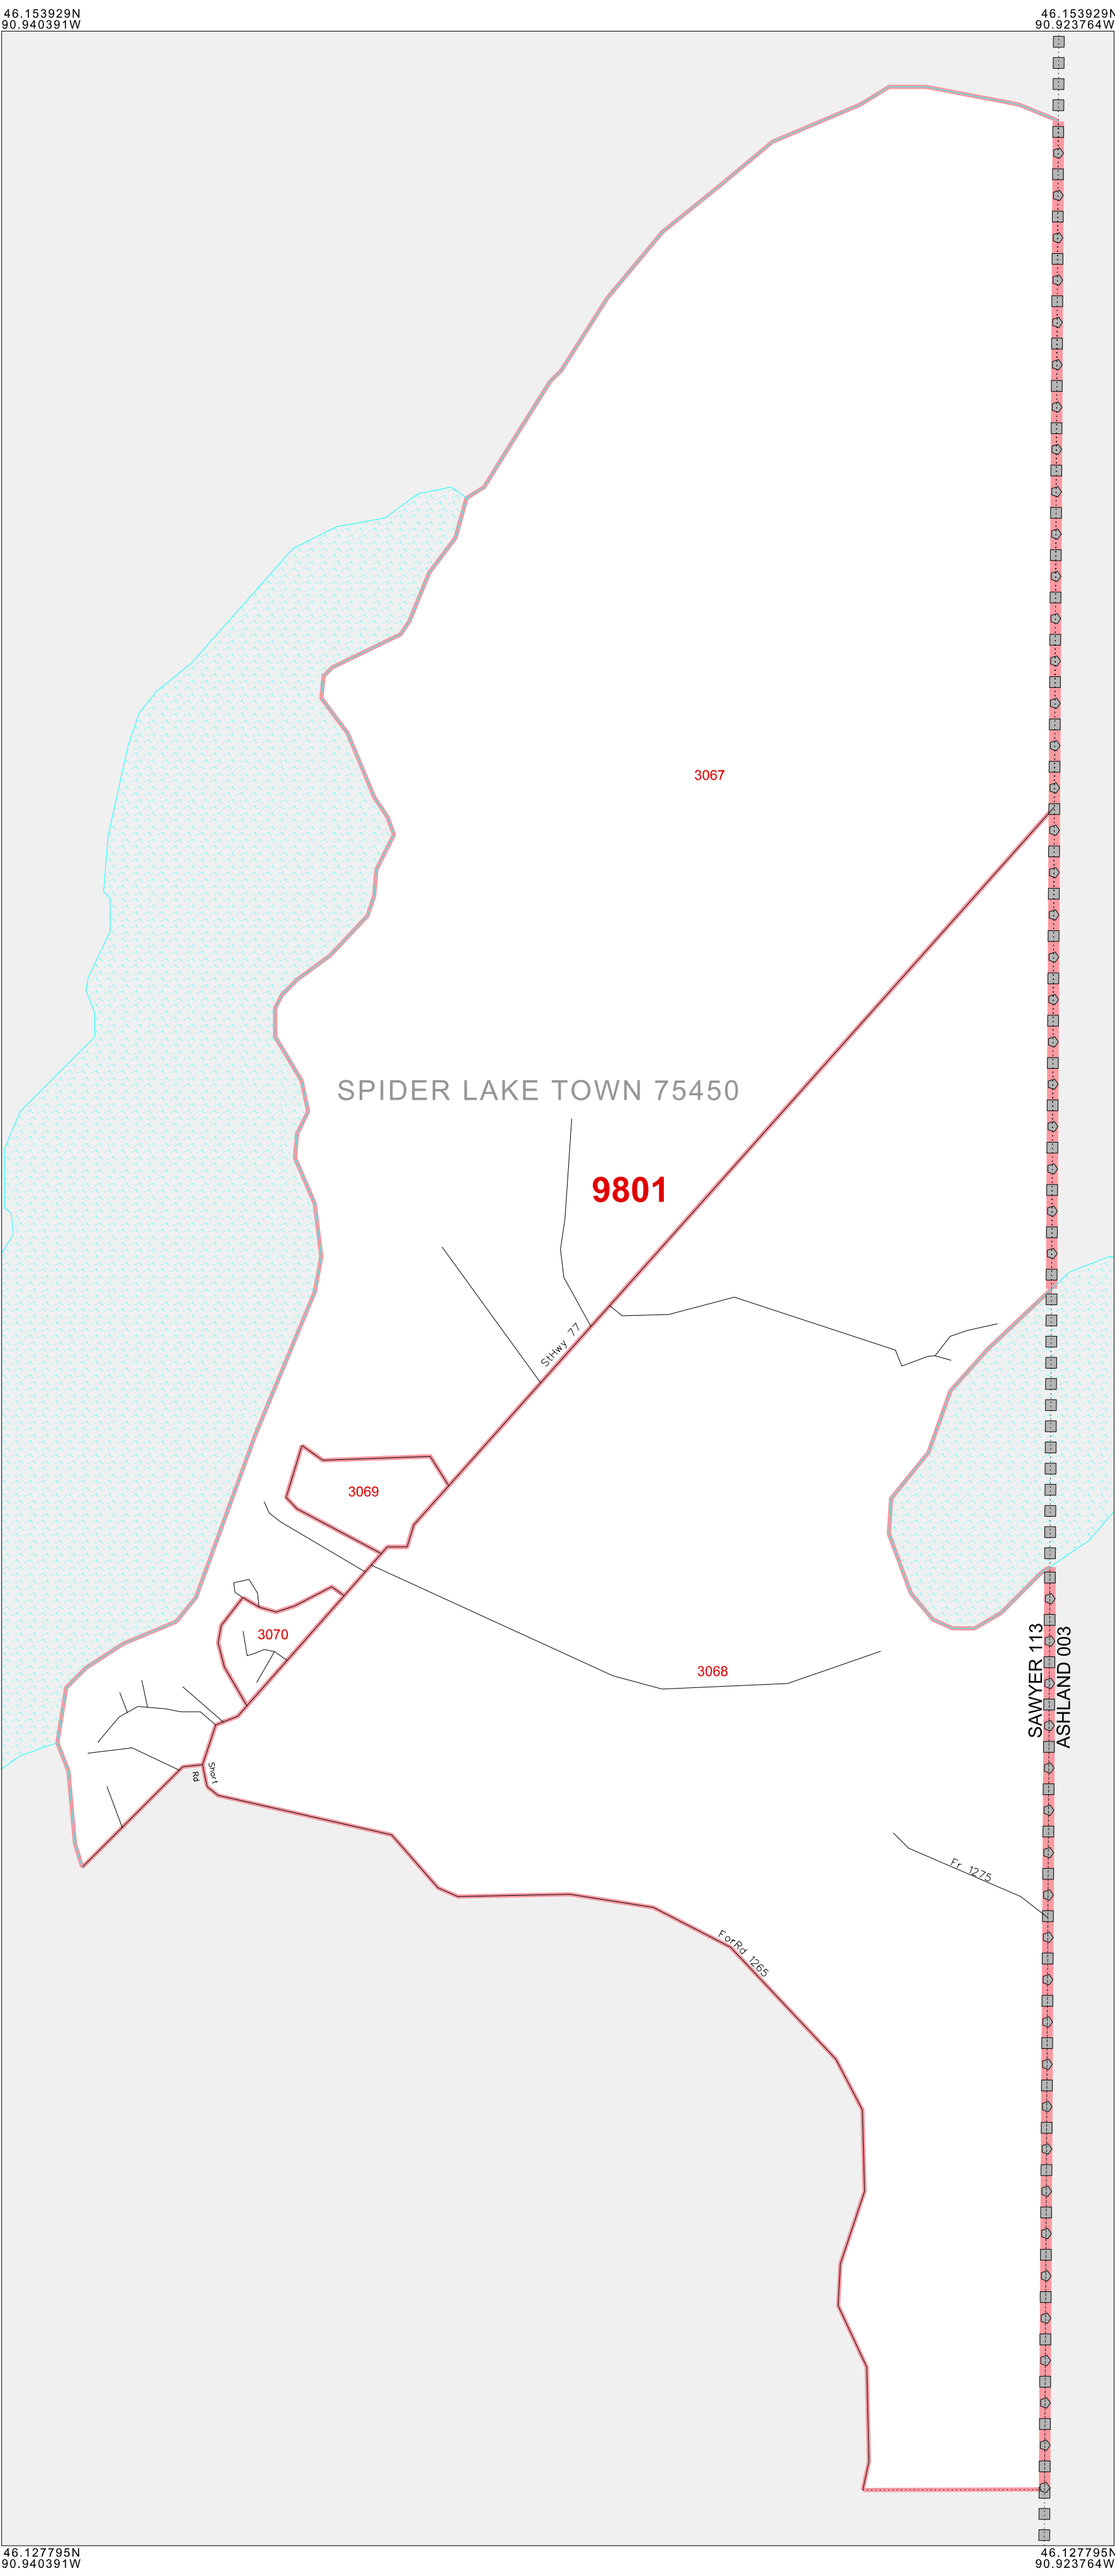 46.153929N
90.940391W
46.153929N
90.923764W
3067
SPIDER LAKE TOWN 75450
9801
StHwy 77
3069
3070
3068
SAWYER 113
ASHLAND 003
Short
Rd
Fr 1275
ForRd 1265
46.127795N
90.940391W
46.127795N
90.923764W